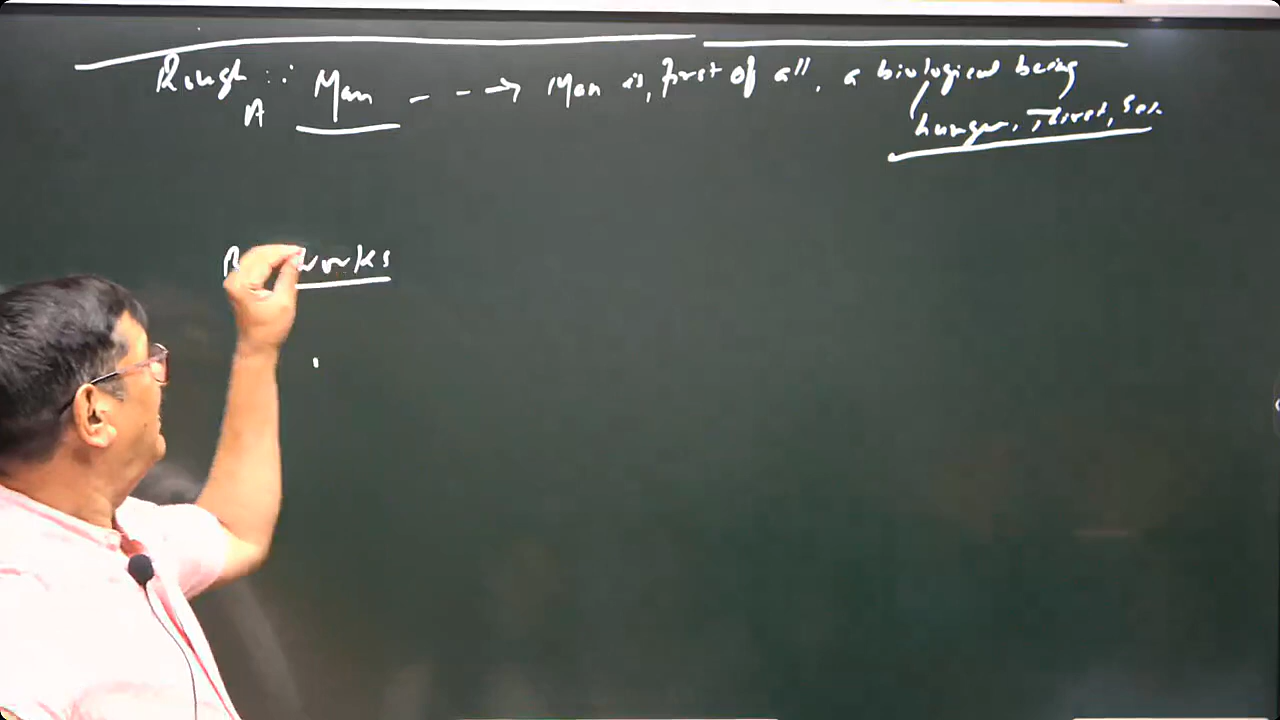 Rough :: Man - - → Man is, first of all, a biological being
A hunger, Thirst, Sex
B works